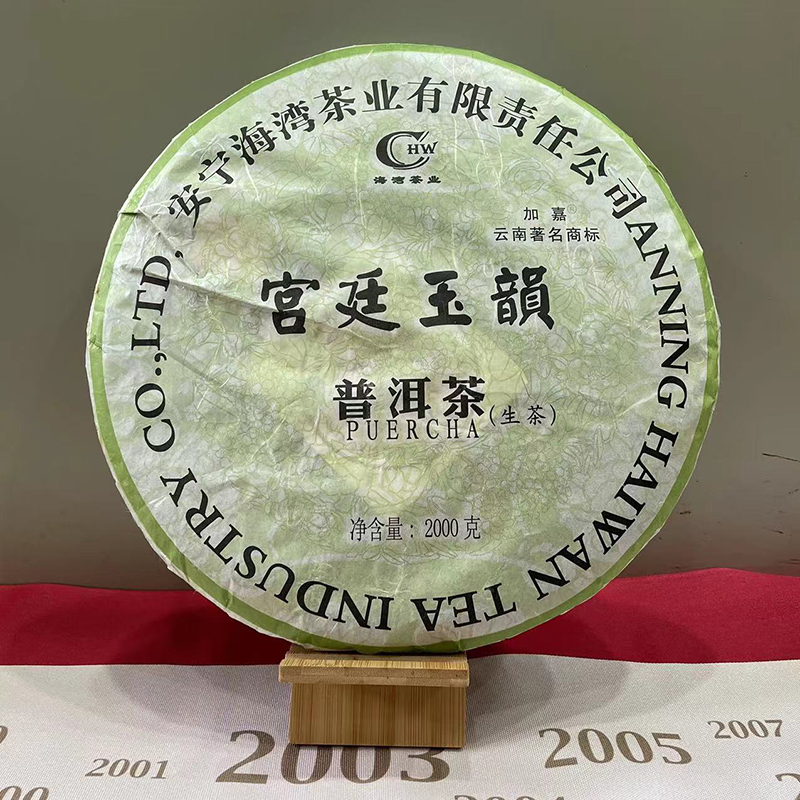 安宁海湾茶业有限责任公司ANNING HAIWAN TEA INDUSTRY CO.,LTD,
CHW
海湾茶业
加嘉®
云南著名商标
宫廷玉韻
普洱茶
PUERCHA(生茶)
净含量：2000克
2001
2003
2005
2007